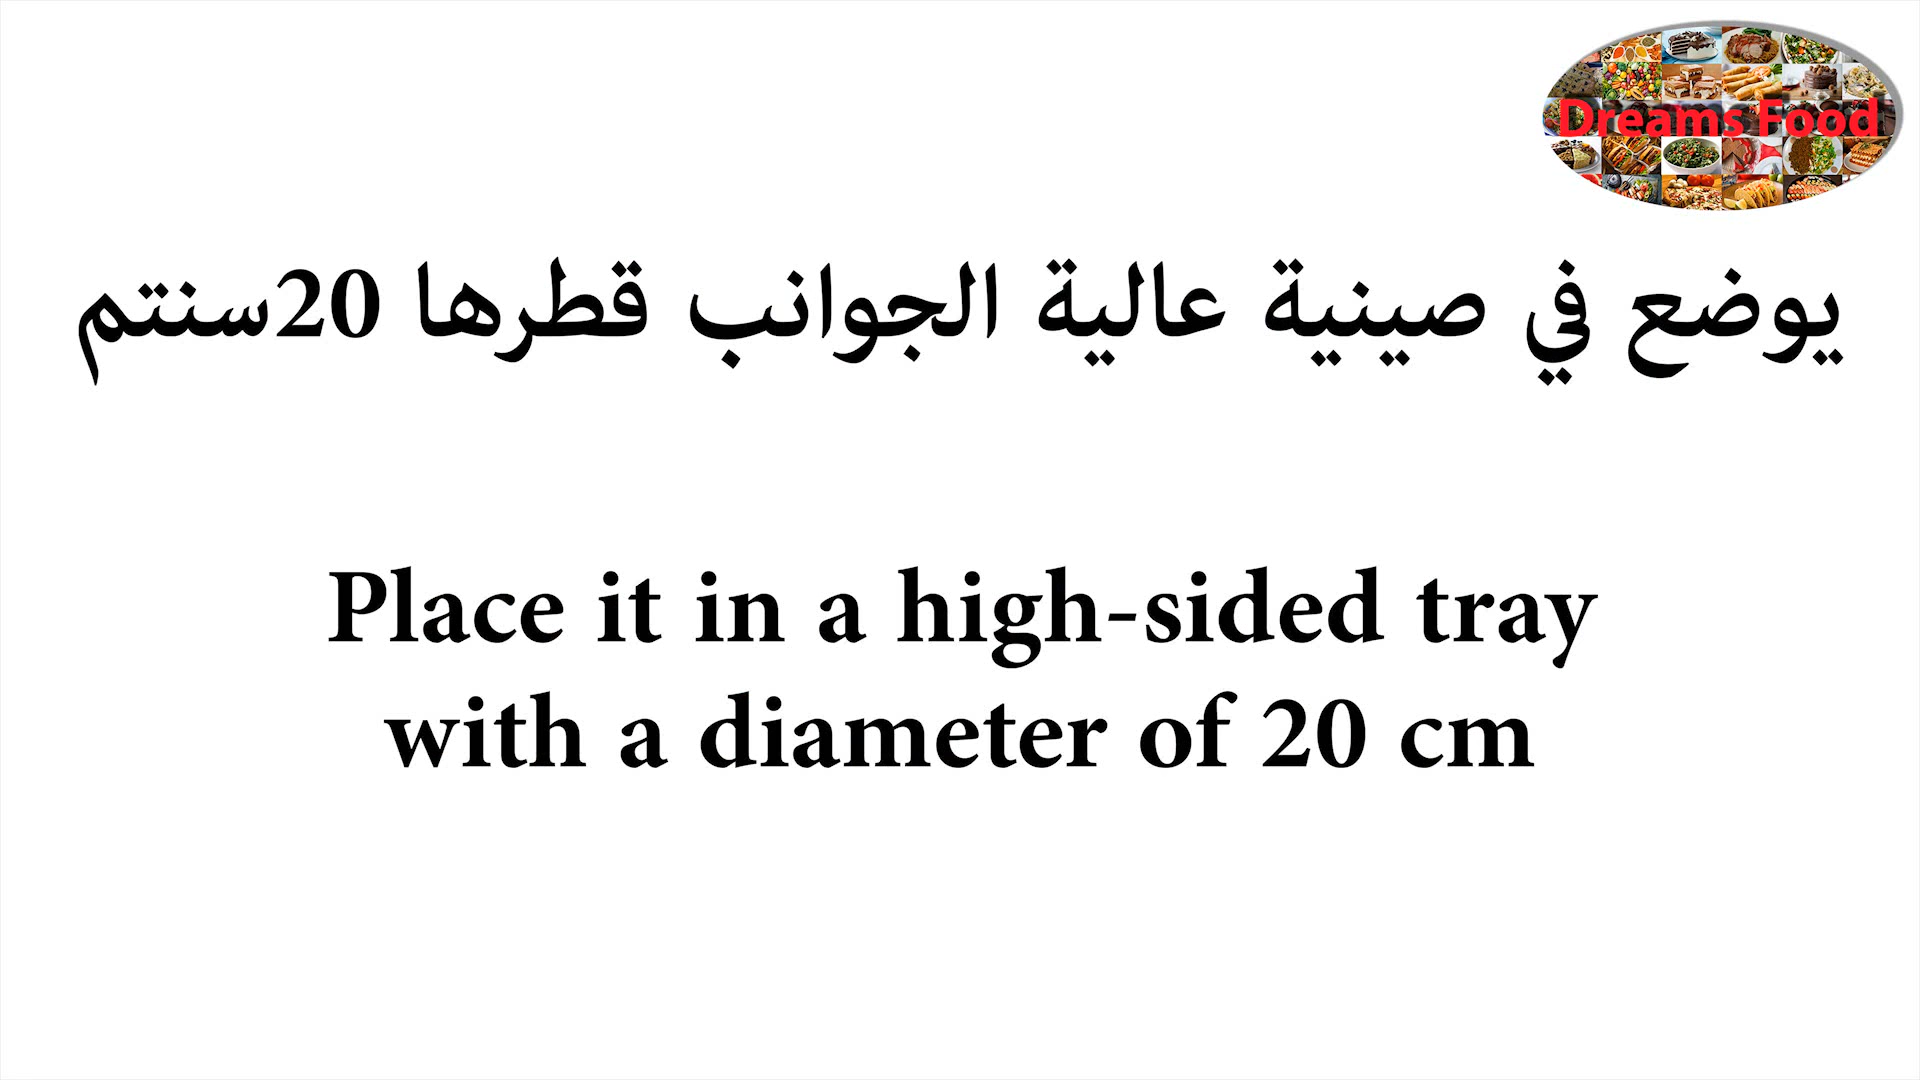 Dreams Food
يوضع في صينية عالية الجوانب قطرها 20سنتم
Place it in a high-sided tray
with a diameter of 20 cm